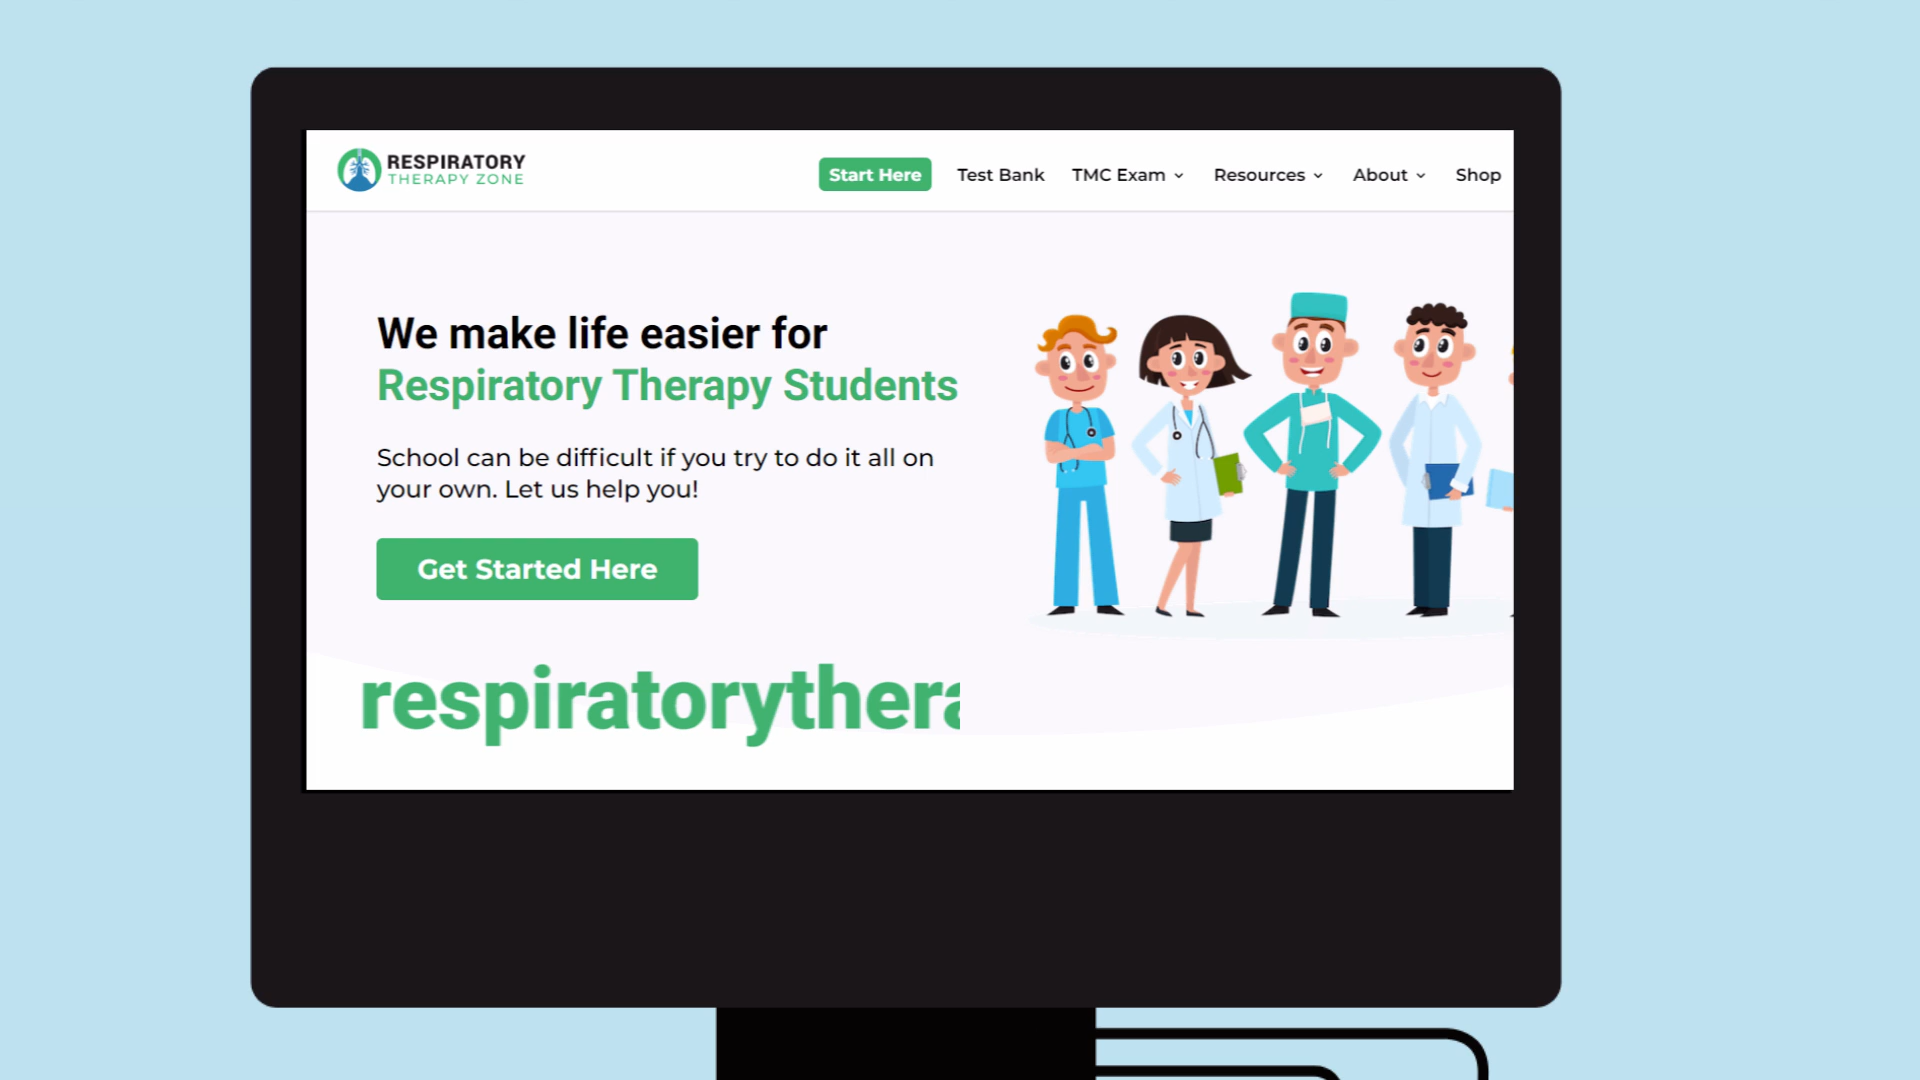 RESPIRATORY
THERAPY ZONE
Start Here Test Bank TMC Exam Resources About Shop
We make life easier for
Respiratory Therapy Students
School can be difficult if you try to do it all on
your own. Let us help you!
Get Started Here
respiratorythera